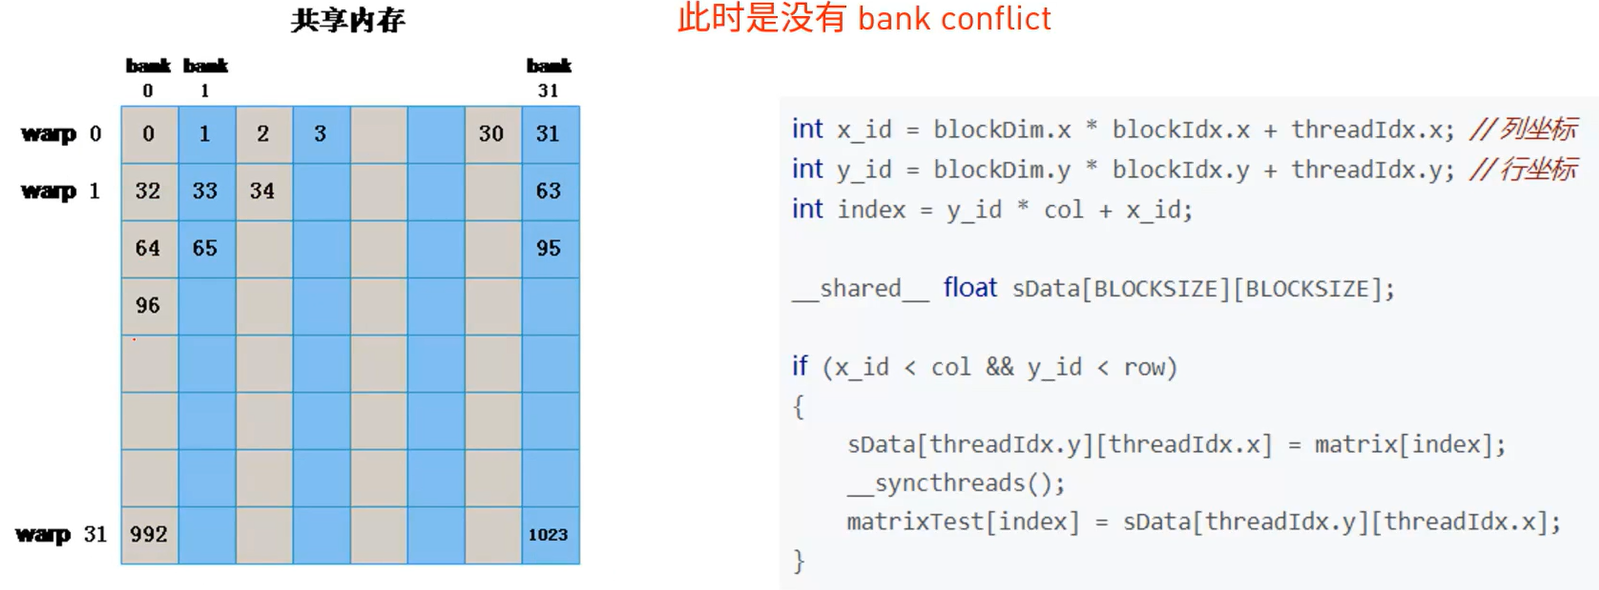 共享内存
此时是没有 bank conflict
bank bank bank
0 1 31
warp 0 0 1 2 3 30 31
warp 1 32 33 34 63
64 65 95
96
warp 31 992 1023
int x_id = blockDim.x * blockIdx.x + threadIdx.x; //列坐标
int y_id = blockDim.y * blockIdx.y + threadIdx.y; //行坐标
int index = y_id * col + x_id;
__shared__ float sData[BLOCKSIZE][BLOCKSIZE];
if (x_id < col && y_id < row)
{
sData[threadIdx.y][threadIdx.x] = matrix[index];
__syncthreads();
matrixTest[index] = sData[threadIdx.y][threadIdx.x];
}